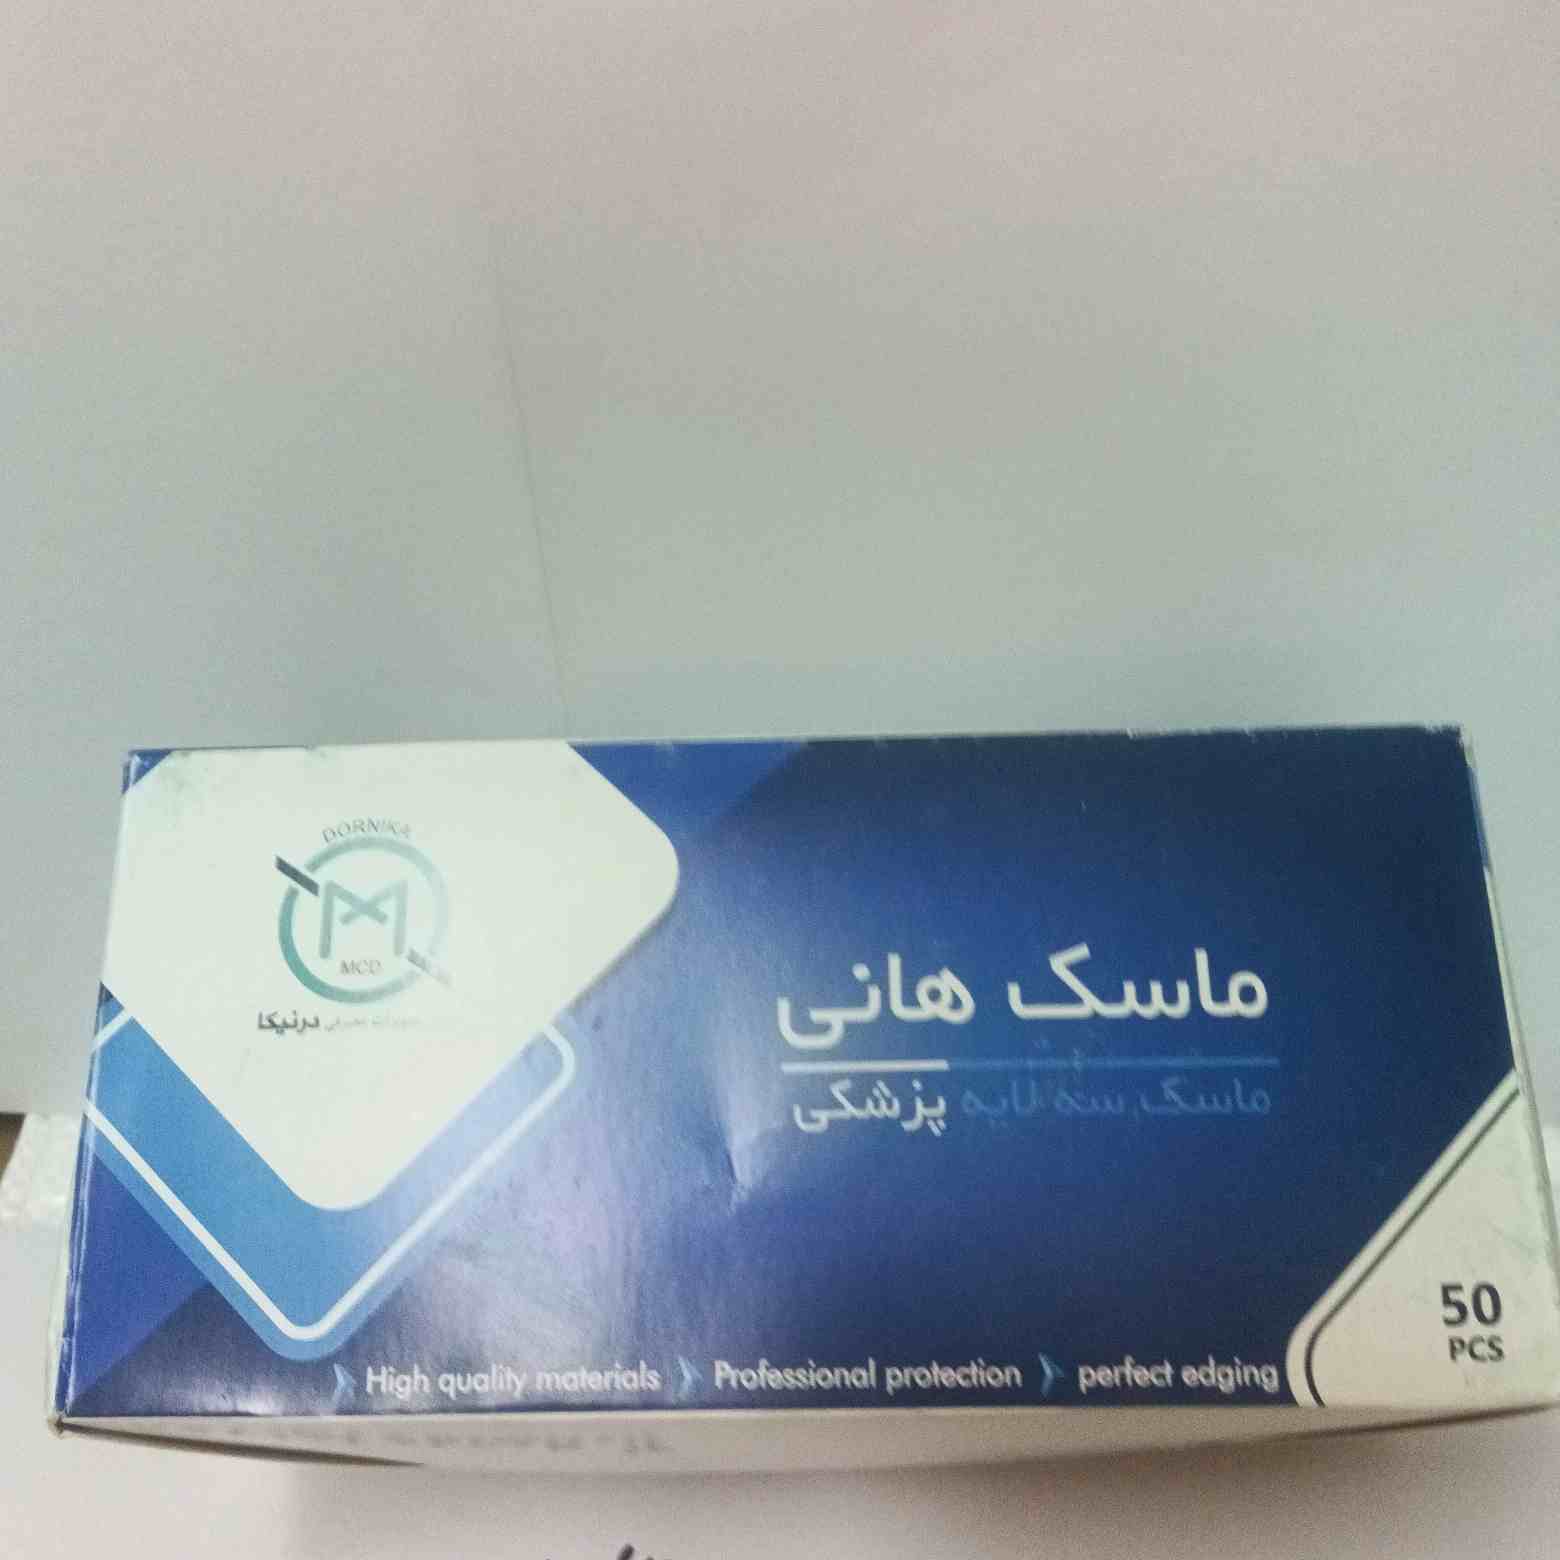 DORNIKA
MCD
درنیکا
ماسک هانی
ماسک سه لایه پزشکی
50
PCS
High quality materials
Professional protection
perfect edging